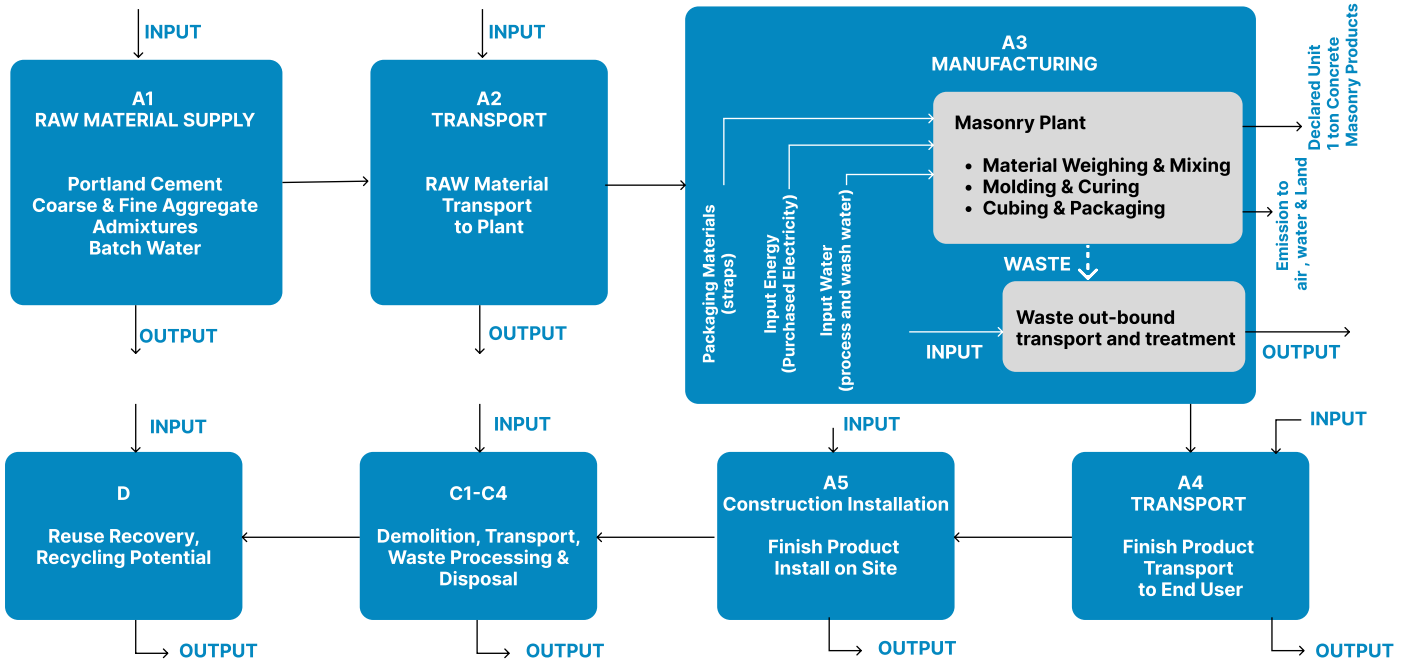 INPUT
A1
RAW MATERIAL SUPPLY
Portland Cement
Coarse & Fine Aggregate
Admixtures
Batch Water
OUTPUT
INPUT
A2
TRANSPORT
RAW Material
Transport
to Plant
OUTPUT
A3
MANUFACTURING
Packaging Materials
(straps)
Input Energy
(Purchased Electricity)
Input Water
(process and wash water)
Masonry Plant
• Material Weighing & Mixing
• Molding & Curing
• Cubing & Packaging
WASTE
INPUT
Waste out-bound
transport and treatment
OUTPUT
Declared Unit
1 ton Concrete
Masonry Products
Emission to
air , water & Land
INPUT
A4
TRANSPORT
Finish Product
Transport
to End User
OUTPUT
INPUT
A5
Construction Installation
Finish Product
Install on Site
OUTPUT
INPUT
C1-C4
Demolition, Transport,
Waste Processing &
Disposal
OUTPUT
INPUT
D
Reuse Recovery,
Recycling Potential
OUTPUT